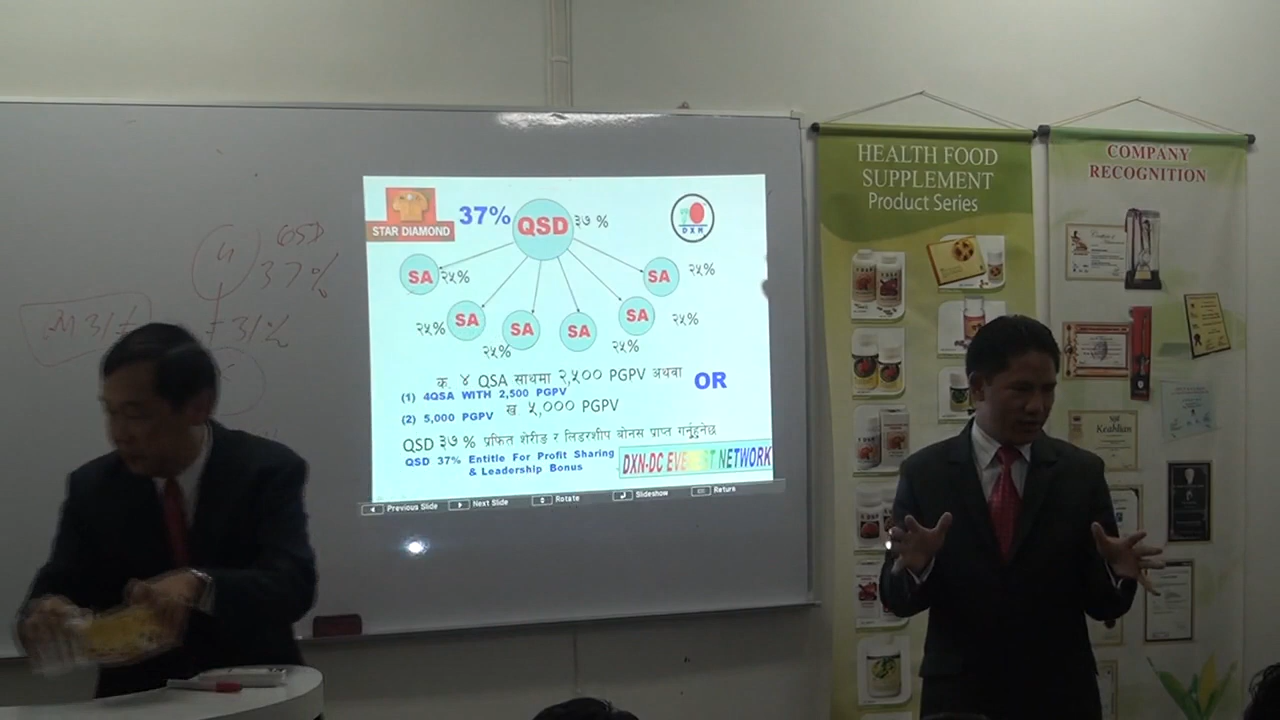 QSD
37%
31%
37%
QSD
३७ %
STAR DIAMOND
DXN
SA
२५%
SA
२५%
SA
२५%
SA
२५%
SA
२५%
SA
२५%
क. ४ QSA साथमा २,५०० PGPV अथवा
OR
(1) 4QSA WITH 2,500 PGPV
(2) 5,000 PGPV ख ५,००० PGPV
QSD ३७ % प्रफित शेरीङ र लिडरशीप बोनस प्राप्त गर्नुहुनेछ
QSD 37% Entitle For Profit Sharing
& Leadership Bonus
DXN-DC EVEREST NETWORK
Previous Slide
Next Slide
Rotate
Slideshow
Return
HEALTH FOOD
SUPPLEMENT
Product Series
COMPANY
RECOGNITION